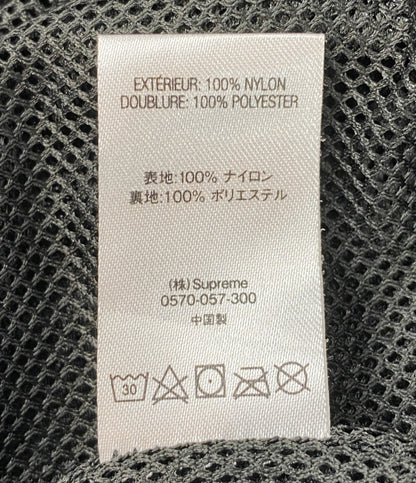 EXTÉRIEUR: 100% NYLON
DOUBLURE: 100% POLYESTER
表地:100% ナイロン
裏地:100% ポリエステル
(株)Supreme
0570-057-300
中国製
30